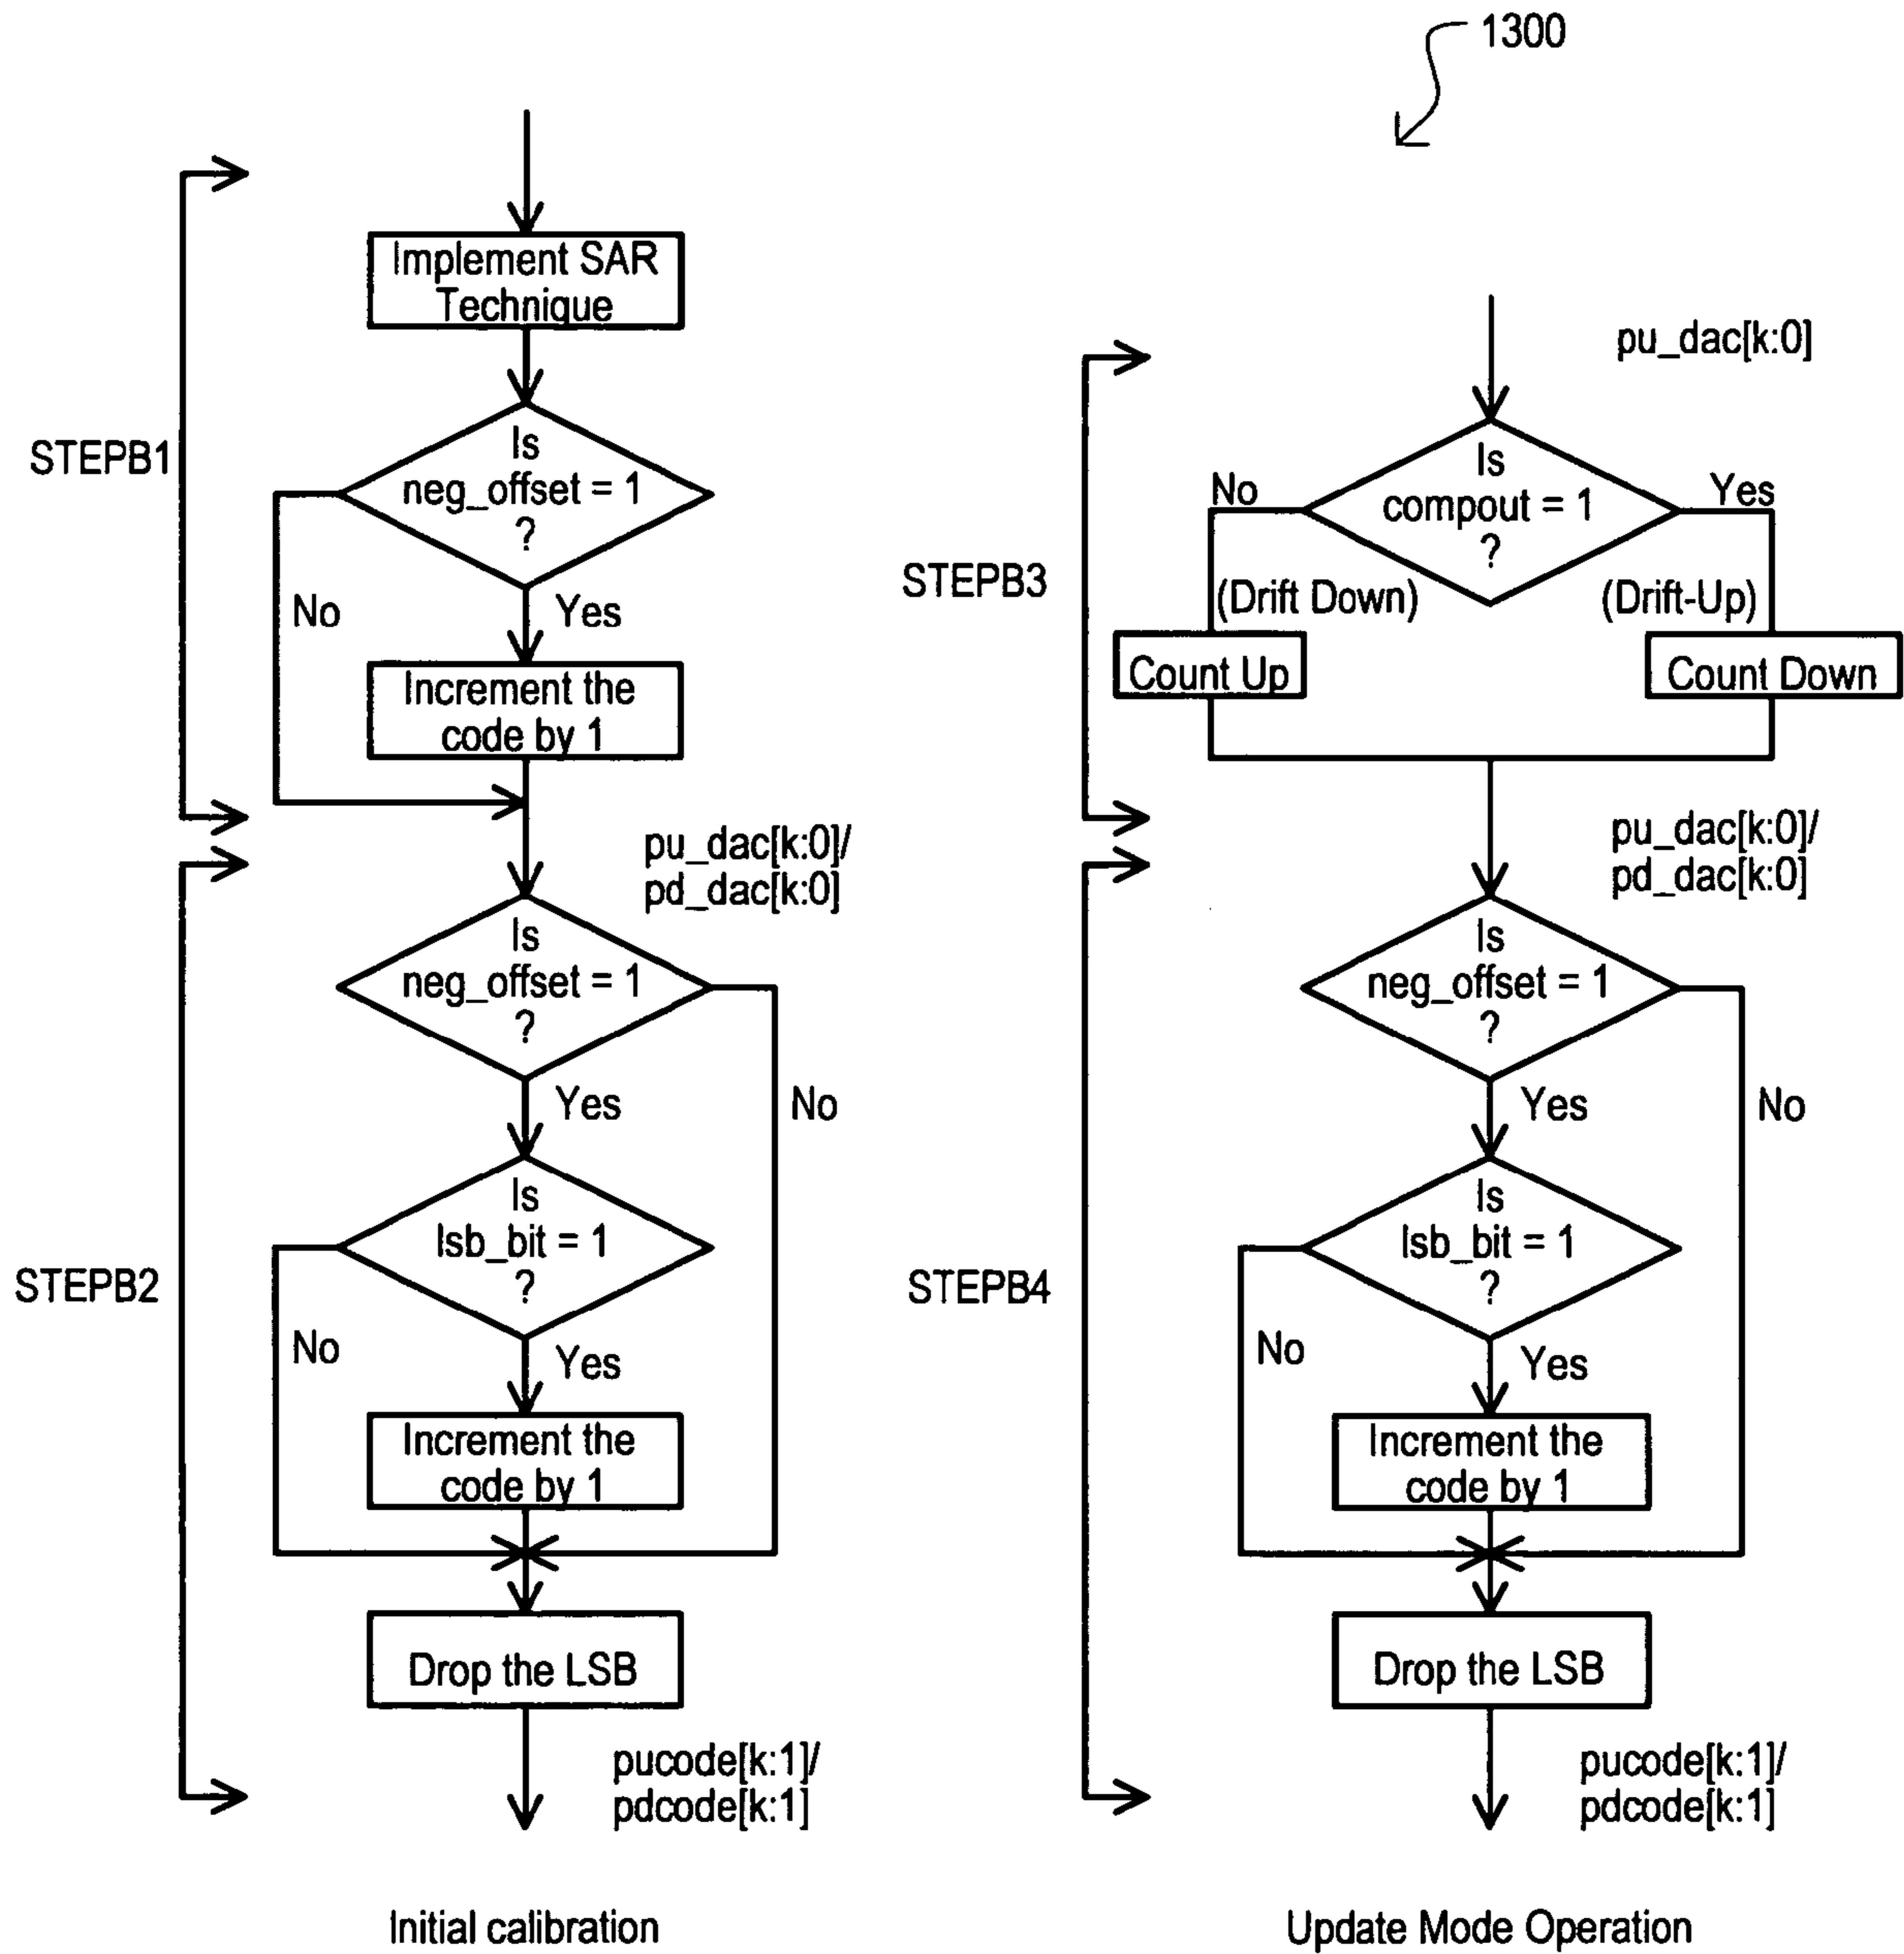 1300
Implement SAR
Technique
STEPB1
Is
neg_offset = 1
?
No
Yes
Increment the
code by 1
pu_dac[k:0]/
pd_dac[k:0]
STEPB2
Is
neg_offset = 1
?
Yes
No
Is
lsb_bit = 1
?
No
Yes
Increment the
code by 1
Drop the LSB
pucode[k:1]/
pdcode[k:1]
Initial calibration
pu_dac[k:0]
STEPB3
Is
compout = 1
?
No
Yes
(Drift Down)
(Drift-Up)
Count Up
Count Down
pu_dac[k:0]/
pd_dac[k:0]
STEPB4
Is
neg_offset = 1
?
Yes
No
Is
lsb_bit = 1
?
No
Yes
Increment the
code by 1
Drop the LSB
pucode[k:1]/
pdcode[k:1]
Update Mode Operation